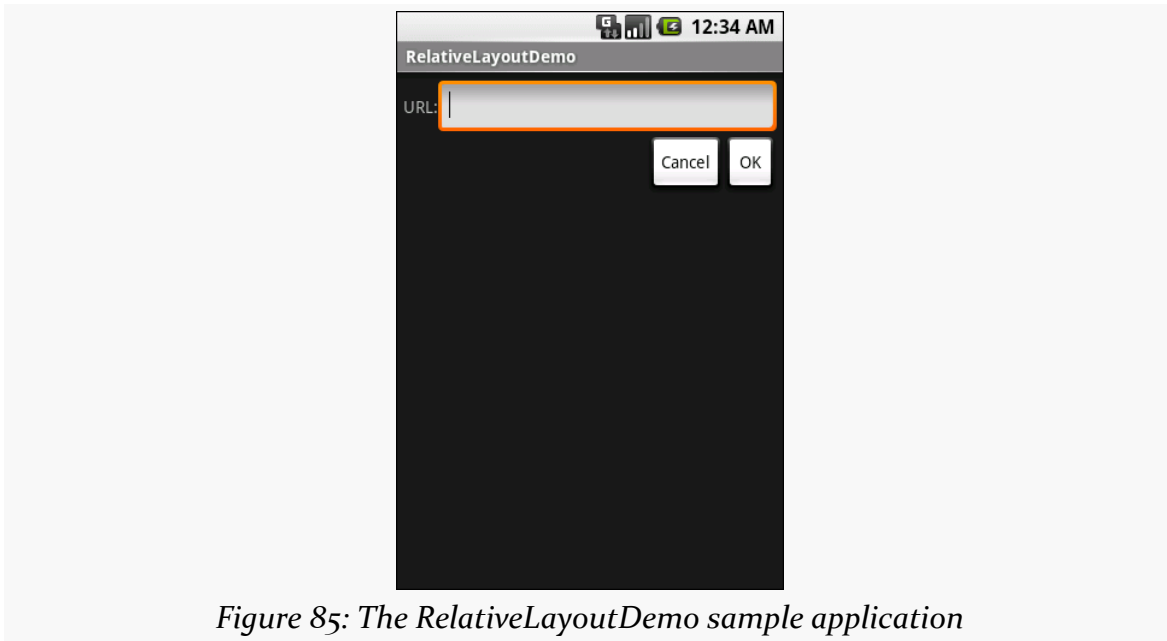 12:34 AM
RelativeLayoutDemo
URL:
Cancel OK
Figure 85: The RelativeLayoutDemo sample application